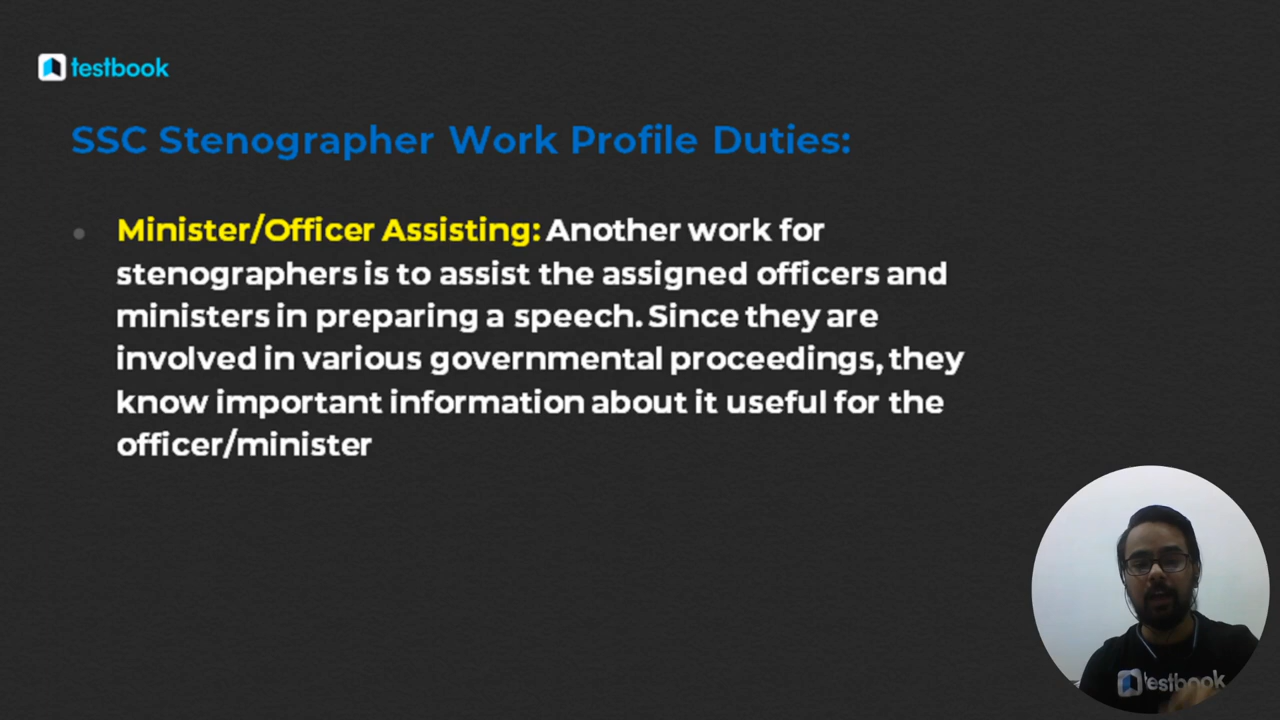 testbook
SSC Stenographer Work Profile Duties:
Minister/Officer Assisting: Another work for
stenographers is to assist the assigned officers and
ministers in preparing a speech. Since they are
involved in various governmental proceedings, they
know important information about it useful for the
officer/minister
testbook